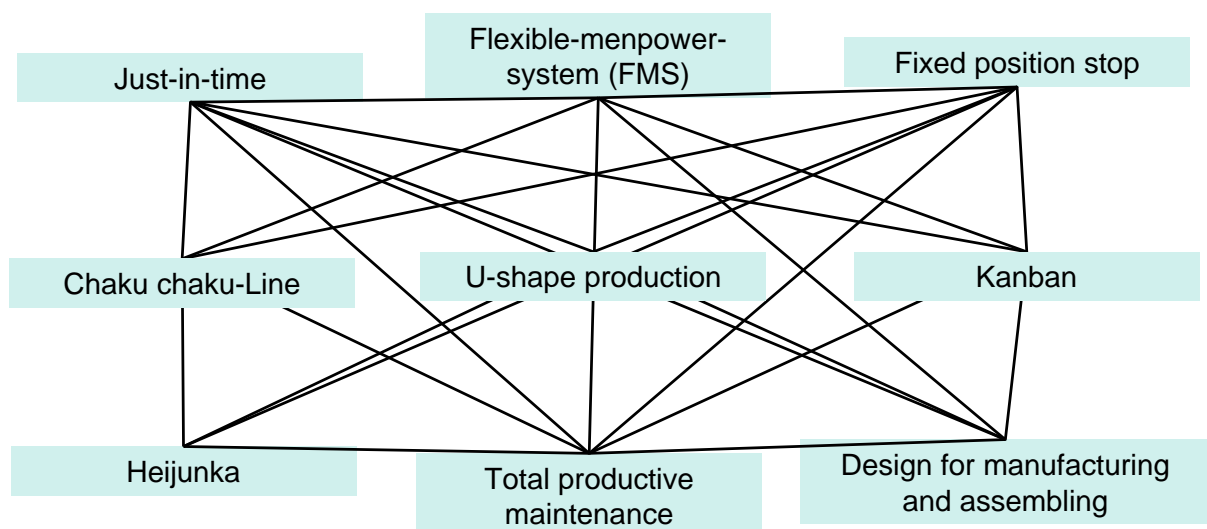 Just-in-time
Flexible-menpower-
system (FMS)
Fixed position stop
Chaku chaku-Line
U-shape production
Kanban
Heijunka
Total productive
maintenance
Design for manufacturing
and assembling